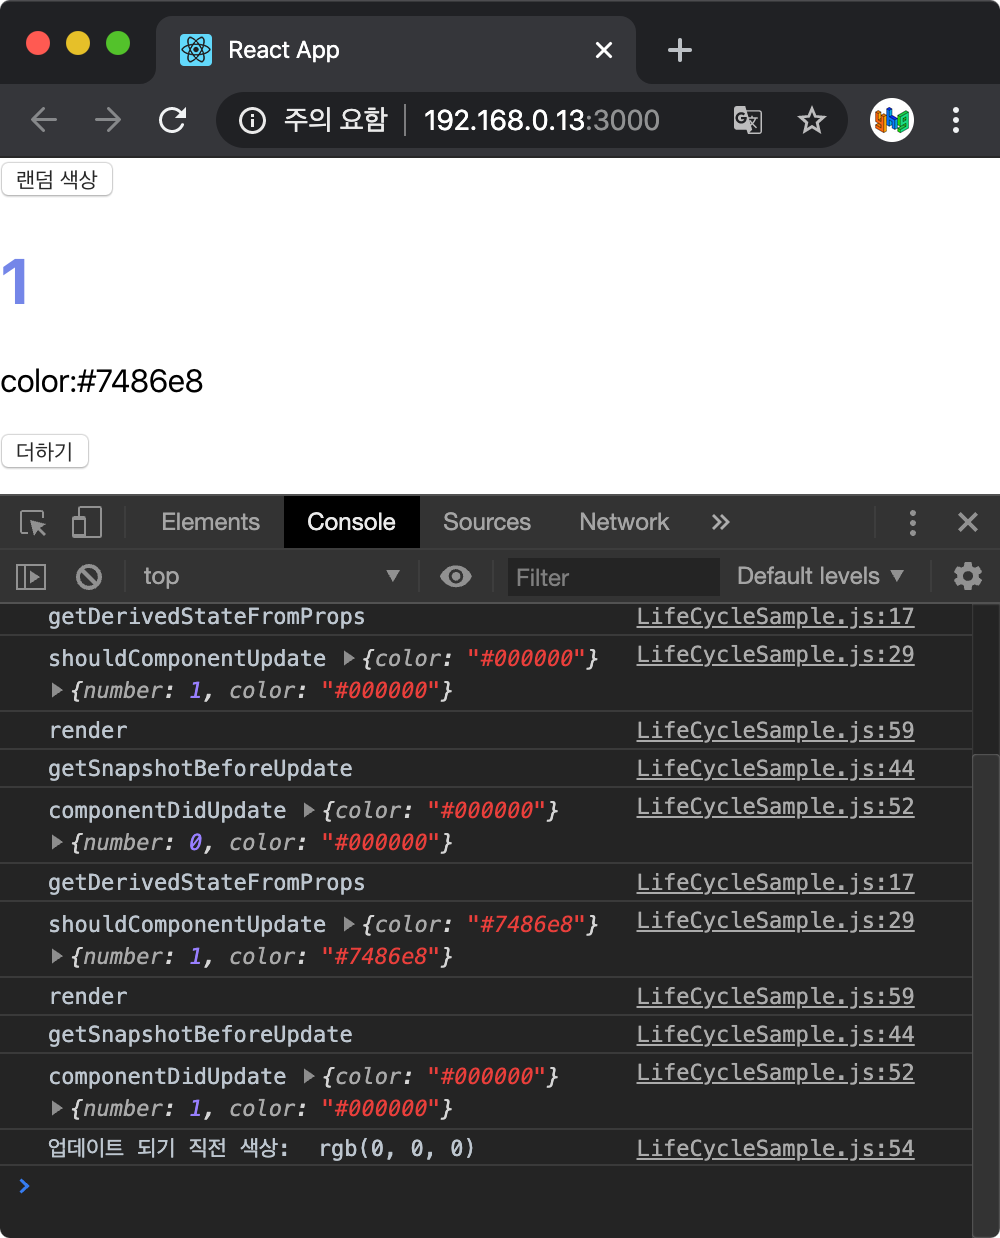 React App
주의 요함 | 192.168.0.13:3000
랜덤 색상
1
color:#7486e8
더하기
Elements Console Sources Network
top Filter Default levels
getDerivedStateFromProps LifeCycleSample.js:17
shouldComponentUpdate ▶{color: "#000000"} LifeCycleSample.js:29
▶{number: 1, color: "#000000"}
render LifeCycleSample.js:59
getSnapshotBeforeUpdate LifeCycleSample.js:44
componentDidUpdate ▶{color: "#000000"} LifeCycleSample.js:52
▶{number: 0, color: "#000000"}
getDerivedStateFromProps LifeCycleSample.js:17
shouldComponentUpdate ▶{color: "#7486e8"} LifeCycleSample.js:29
▶{number: 1, color: "#7486e8"}
render LifeCycleSample.js:59
getSnapshotBeforeUpdate LifeCycleSample.js:44
componentDidUpdate ▶{color: "#000000"} LifeCycleSample.js:52
▶{number: 1, color: "#000000"}
업데이트 되기 직전 색상:  rgb(0, 0, 0) LifeCycleSample.js:54